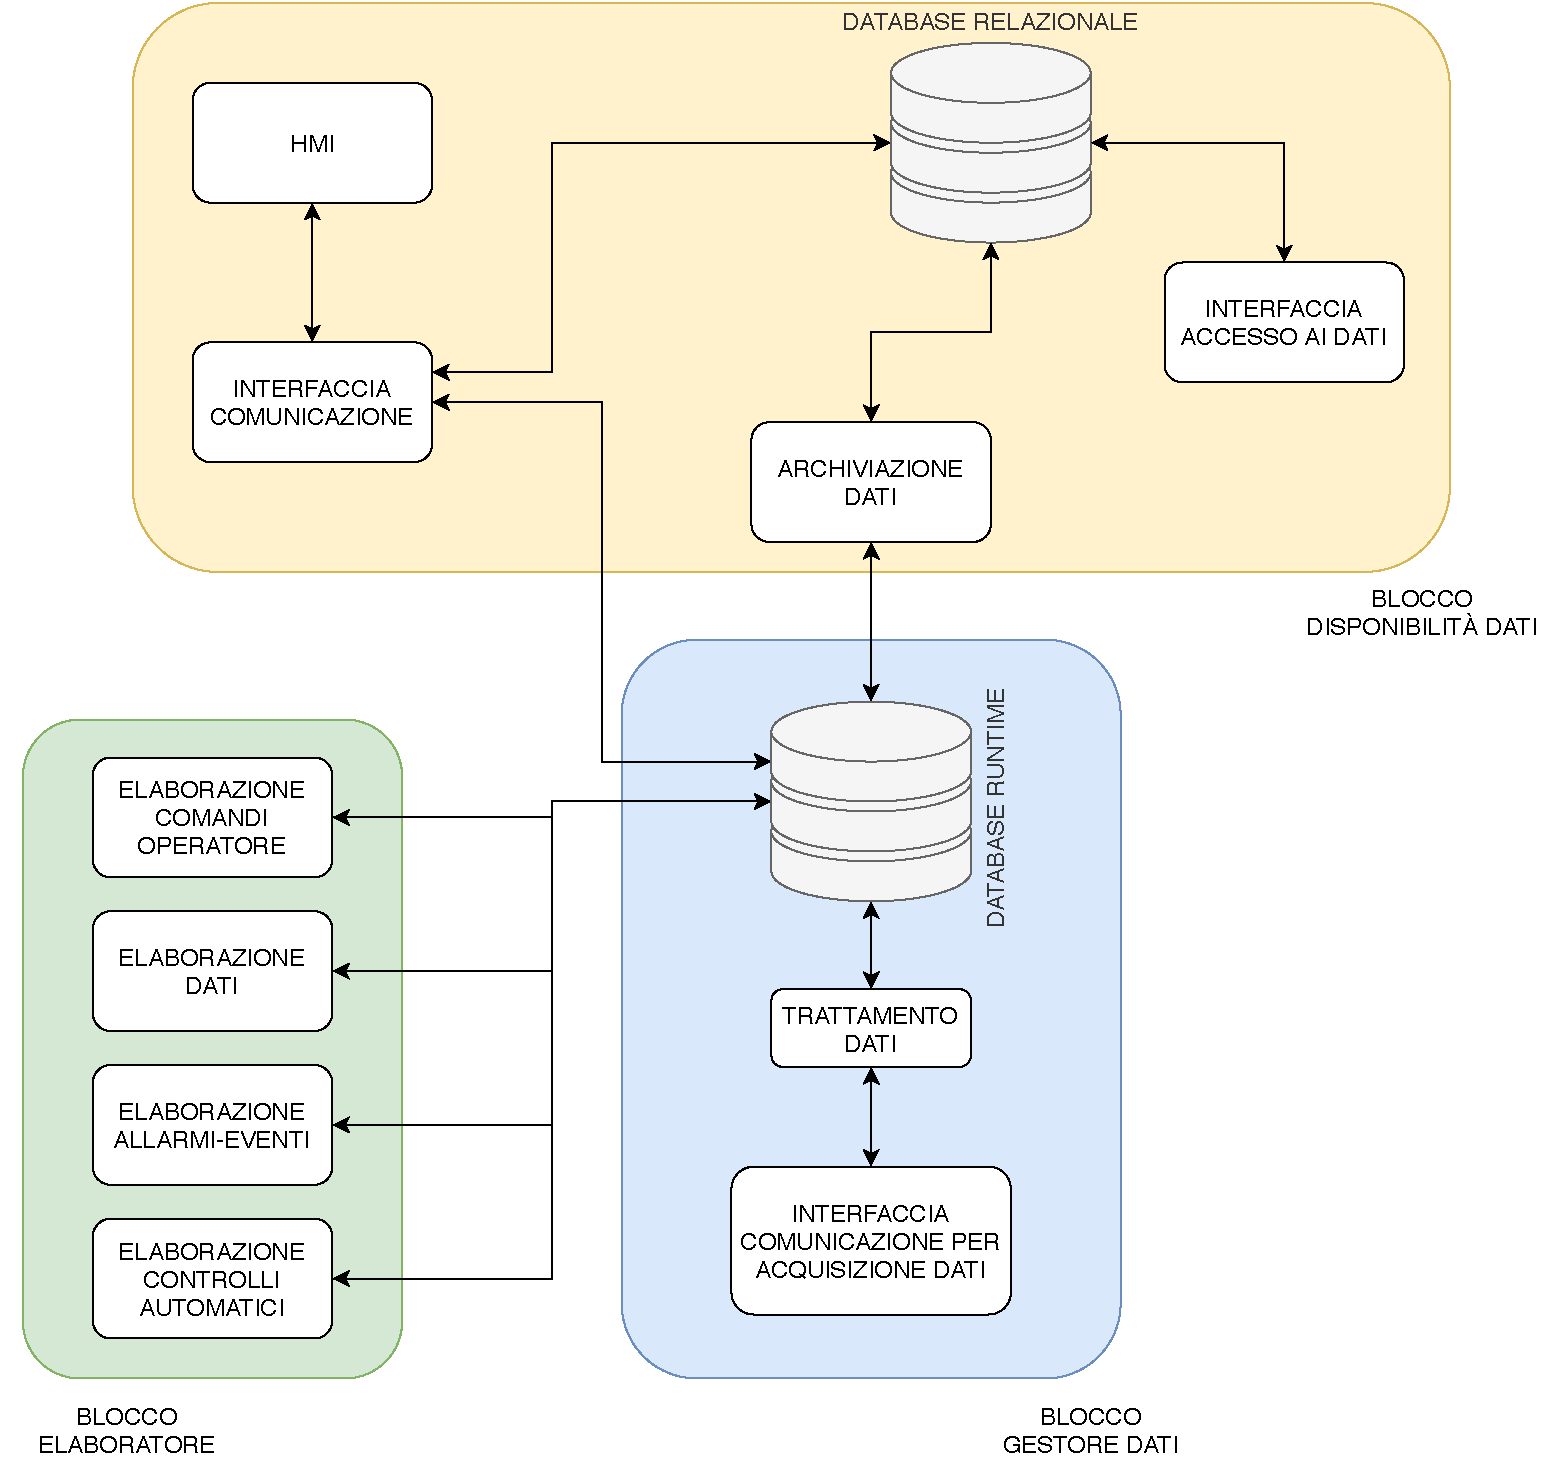 DATABASE RELAZIONALE
HMI
INTERFACCIA
ACCESSO AI DATI
INTERFACCIA
COMUNICAZIONE
ARCHIVIAZIONE
DATI
BLOCCO
DISPONIBILITÀ DATI
DATABASE RUNTIME
ELABORAZIONE
COMANDI
OPERATORE
ELABORAZIONE
DATI
ELABORAZIONE
ALLARMI-EVENTI
ELABORAZIONE
CONTROLLI
AUTOMATICI
TRATTAMENTO
DATI
INTERFACCIA
COMUNICAZIONE PER
ACQUISIZIONE DATI
BLOCCO
ELABORATORE
BLOCCO
GESTORE DATI